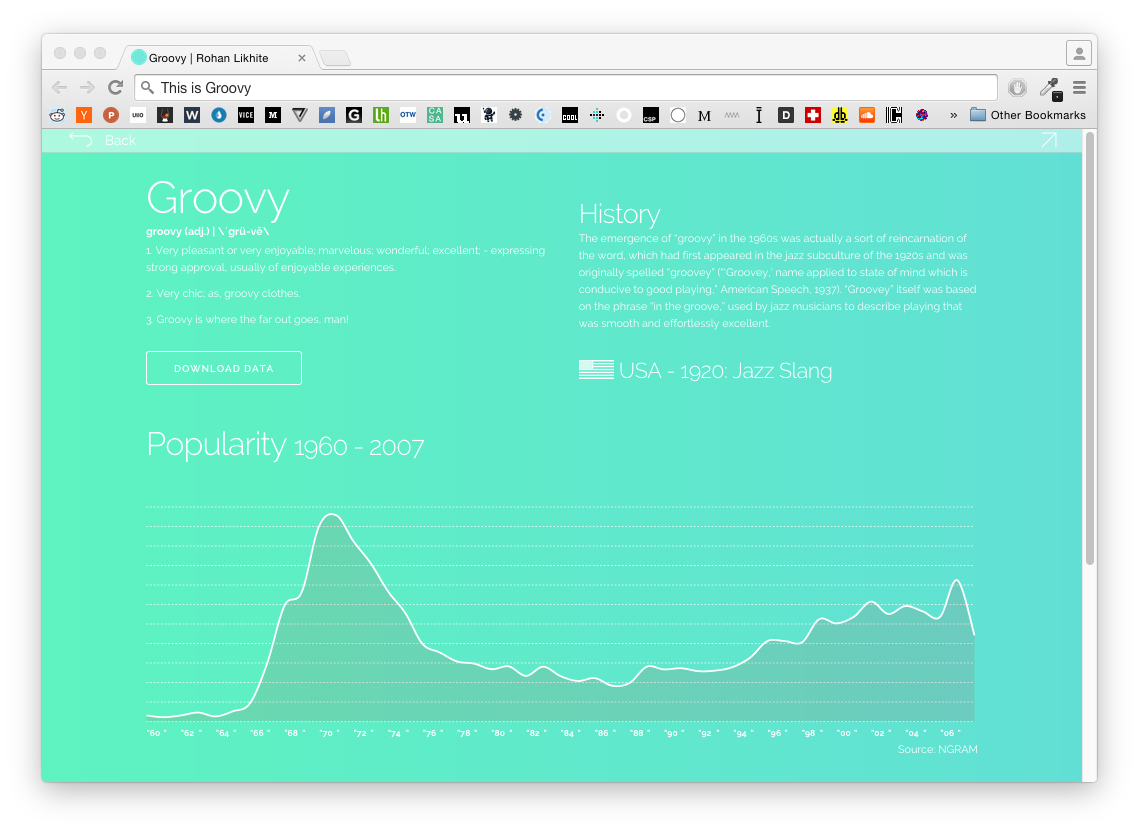 Groovy | Rohan Likhite
This is Groovy
Y P UIO W VICE M G lh OTW CASA COOL CSP M I D db » Other Bookmarks
Back
Groovy
groovy (adj.) | \ˈgrü-vē\
1. Very pleasant or very enjoyable; marvelous; wonderful; excellent; - expressing
strong approval, usually of enjoyable experiences.
2. Very chic; as, groovy clothes.
3. Groovy is where the far out goes, man!
DOWNLOAD DATA
History
The emergence of "groovy" in the 1960s was actually a sort of reincarnation of
the word, which had first appeared in the jazz subculture of the 1920s and was
originally spelled "groovey" ("'Groovey,' name applied to state of mind which is
conducive to good playing," American Speech, 1937). "Groovey" itself was based
on the phrase "in the groove," used by jazz musicians to describe playing that
was smooth and effortlessly excellent.
USA - 1920: Jazz Slang
Popularity 1960 - 2007
"60 " "62 " "64 " "66 " "68 " "70 " "72 " "74 " "76 " "78 " "80 " "82 " "84 " "86 " "88 " "90 " "92 " "94 " "96 " "98 " "00 " "02 " "04 " "06 "
Source: NGRAM